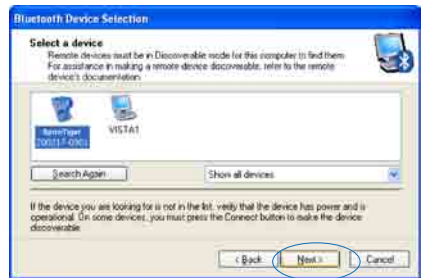 Bluetooth Device Selection
Select a device
Remote devices must be in Discoverable mode for this computer to find them.
For assistance in making a remote device discoverable, refer to the remote
device's documentation.
VISTA1
Search Again
Show all devices
If the device you are looking for is not in the list, verify that the device has power and is
operational. On some devices, you must press the Connect button to make the device
discoverable.
< Back
Next >
Cancel